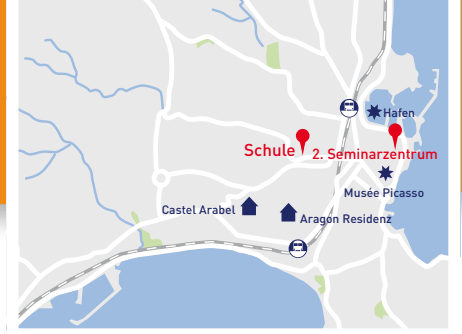 Hafen
Schule
2. Seminarzentrum
Musée Picasso
Castel Arabel
Aragon Residenz